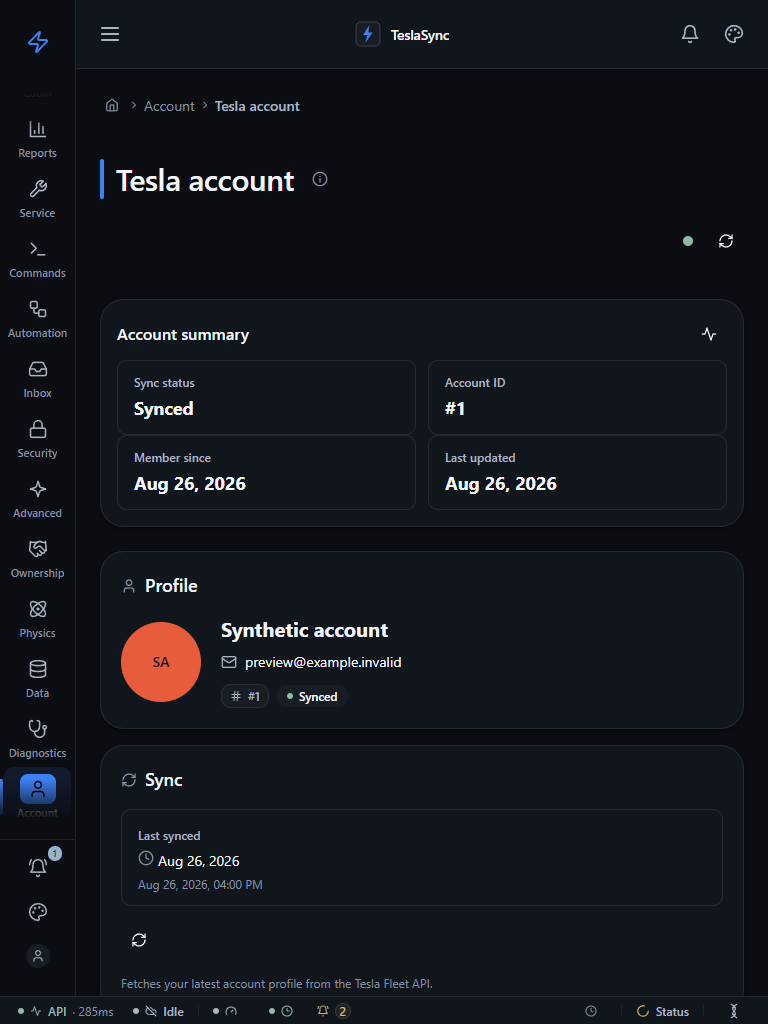 TeslaSync
Account > Tesla account
Tesla account
Reports
Service
Commands
Automation
Inbox
Security
Advanced
Ownership
Physics
Data
Diagnostics
Account
1
Account summary
Sync status
Synced
Account ID
#1
Member since
Aug 26, 2026
Last updated
Aug 26, 2026
Profile
SA
Synthetic account
preview@example.invalid
# #1
Synced
Sync
Last synced
Aug 26, 2026
Aug 26, 2026, 04:00 PM
Fetches your latest account profile from the Tesla Fleet API.
API · 285ms
Idle
2
Status